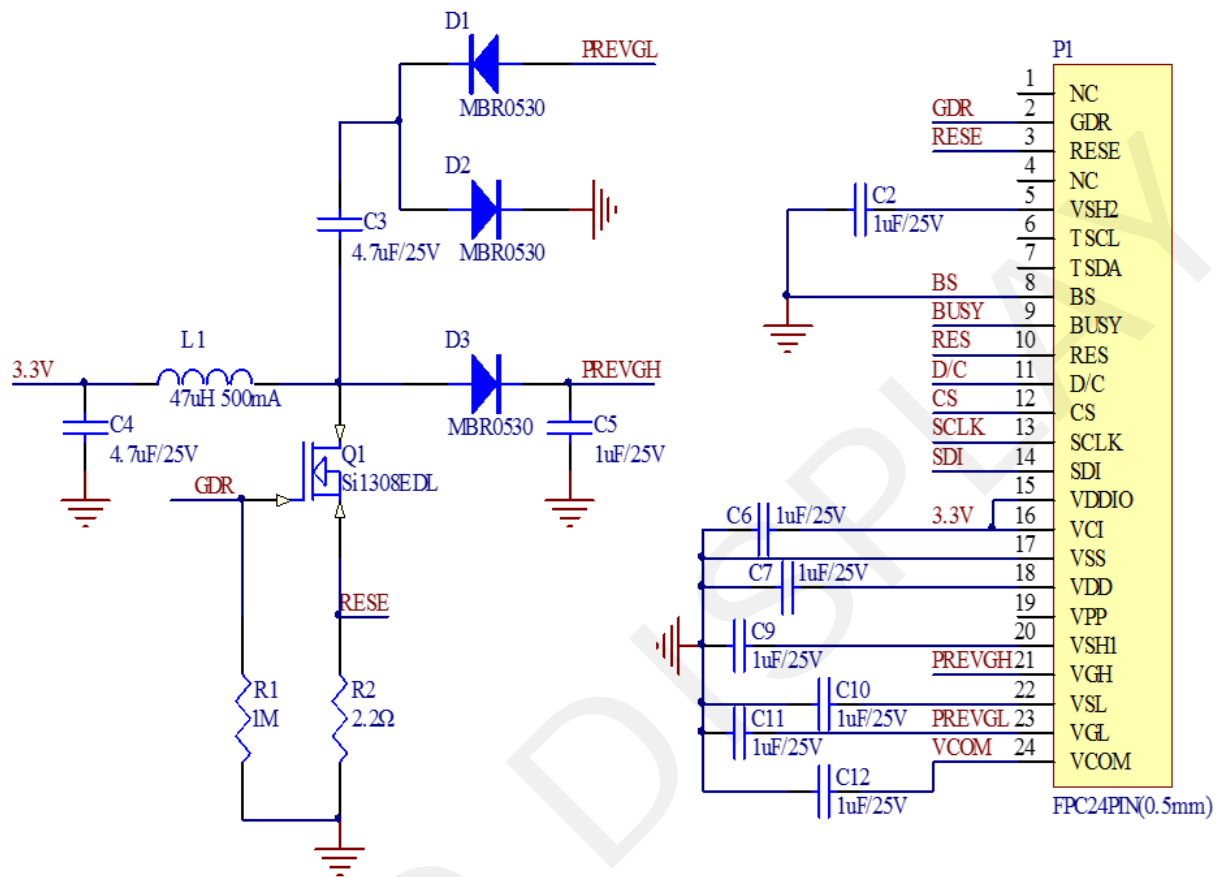 D1
PREVGL
MBR0530
D2
MBR0530
C3
4.7uF/25V
L1
3.3V
47uH 500mA
D3
PREVGH
MBR0530
C4
4.7uF/25V
C5
1uF/25V
Q1
Si1308EDL
GDR
RESE
R1
1M
R2
2.2Ω
P1
1 NC
GDR 2 GDR
RESE 3 RESE
4 NC
C2
1uF/25V
5 VSH2
6 TSCL
7 TSDA
BS 8 BS
BUSY 9 BUSY
RES 10 RES
D/C 11 D/C
CS 12 CS
SCLK 13 SCLK
SDI 14 SDI
15 VDDIO
C6 1uF/25V 3.3V 16 VCI
17 VSS
C7 1uF/25V 18 VDD
19 VPP
C9
1uF/25V
20 VSH1
PREVGH 21 VGH
C10
1uF/25V
22 VSL
C11
1uF/25V
PREVGL 23 VGL
VCOM 24 VCOM
C12
1uF/25V
FPC24PIN(0.5mm)
DISPLAY